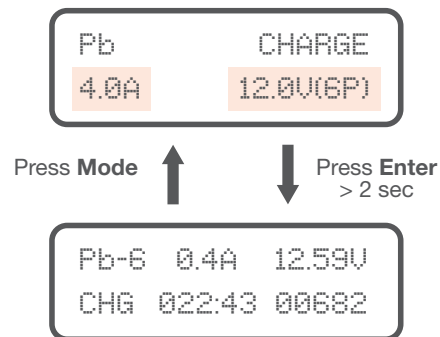 Pb CHARGE
4.0A 12.0V(6P)
Press Mode
Press Enter
> 2 sec
Pb-6 0.4A 12.59V
CHG 022:43 00682